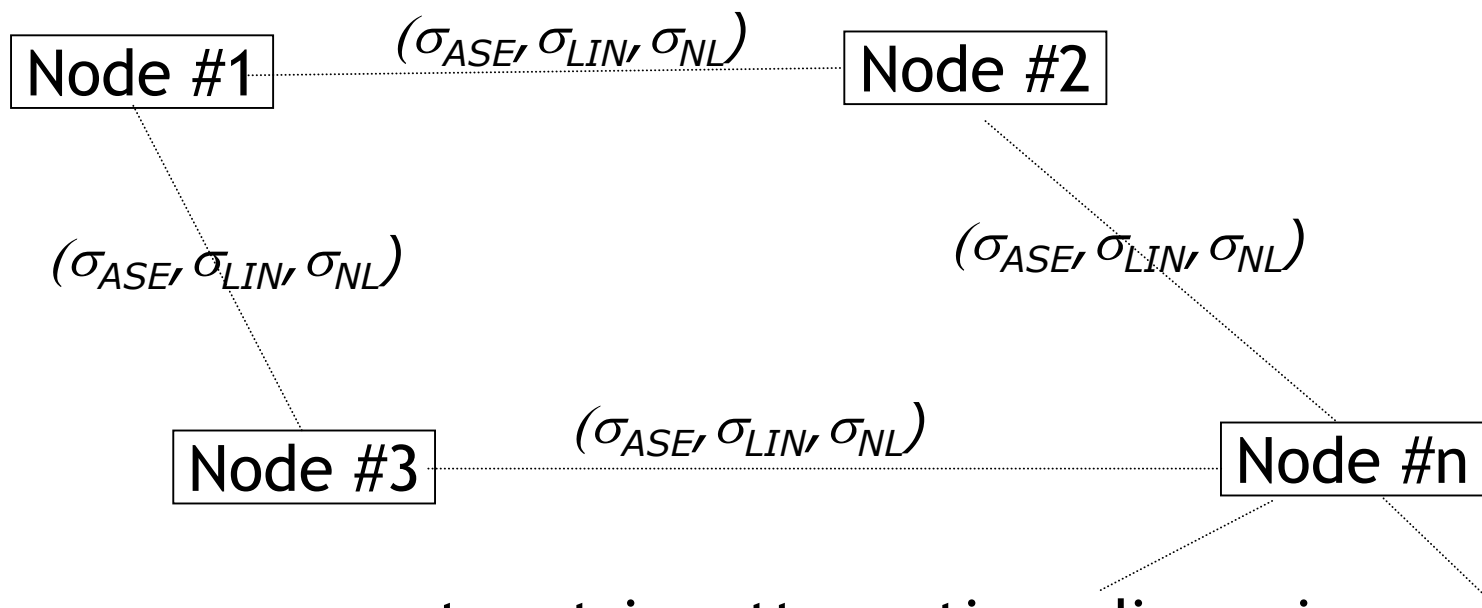 (σASE, σLIN, σNL)
Node #1
Node #2
(σASE, σLIN, σNL)
(σASE, σLIN, σNL)
(σASE, σLIN, σNL)
Node #3
Node #n